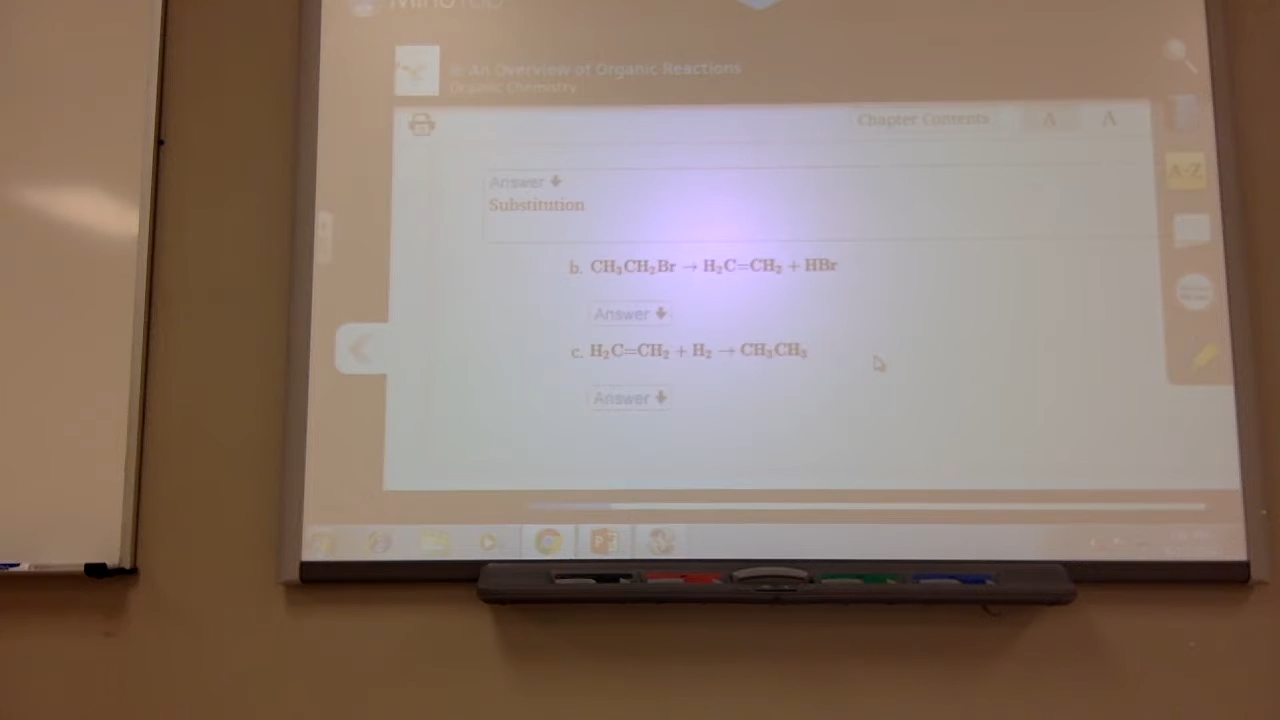 An Overview of Organic Reactions
Organic Chemistry
Chapter Contents A A
A-Z
Answer
Substitution
b. CH₃CH₂Br → H₂C=CH₂ + HBr
Answer
c. H₂C=CH₂ + H₂ → CH₃CH₃
Answer